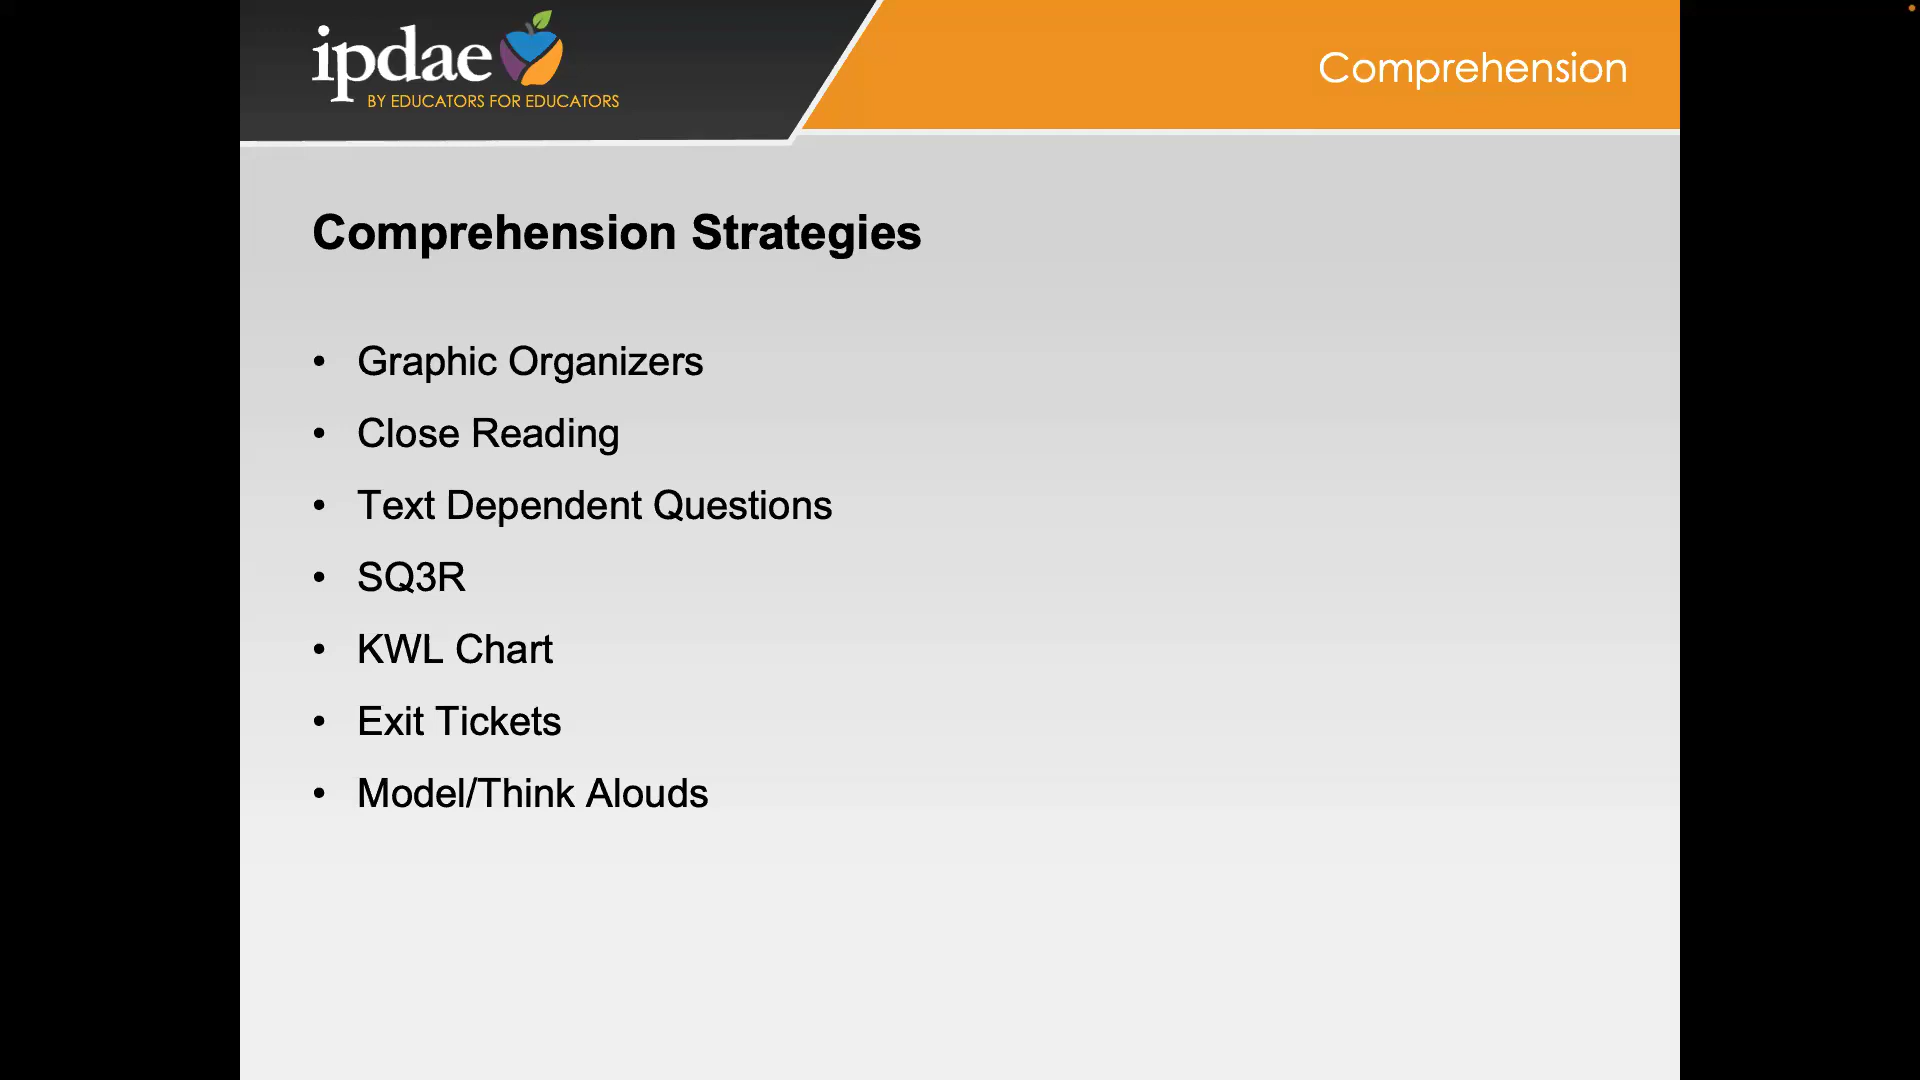 ipdae
BY EDUCATORS FOR EDUCATORS
Comprehension
Comprehension Strategies
• Graphic Organizers
• Close Reading
• Text Dependent Questions
• SQ3R
• KWL Chart
• Exit Tickets
• Model/Think Alouds